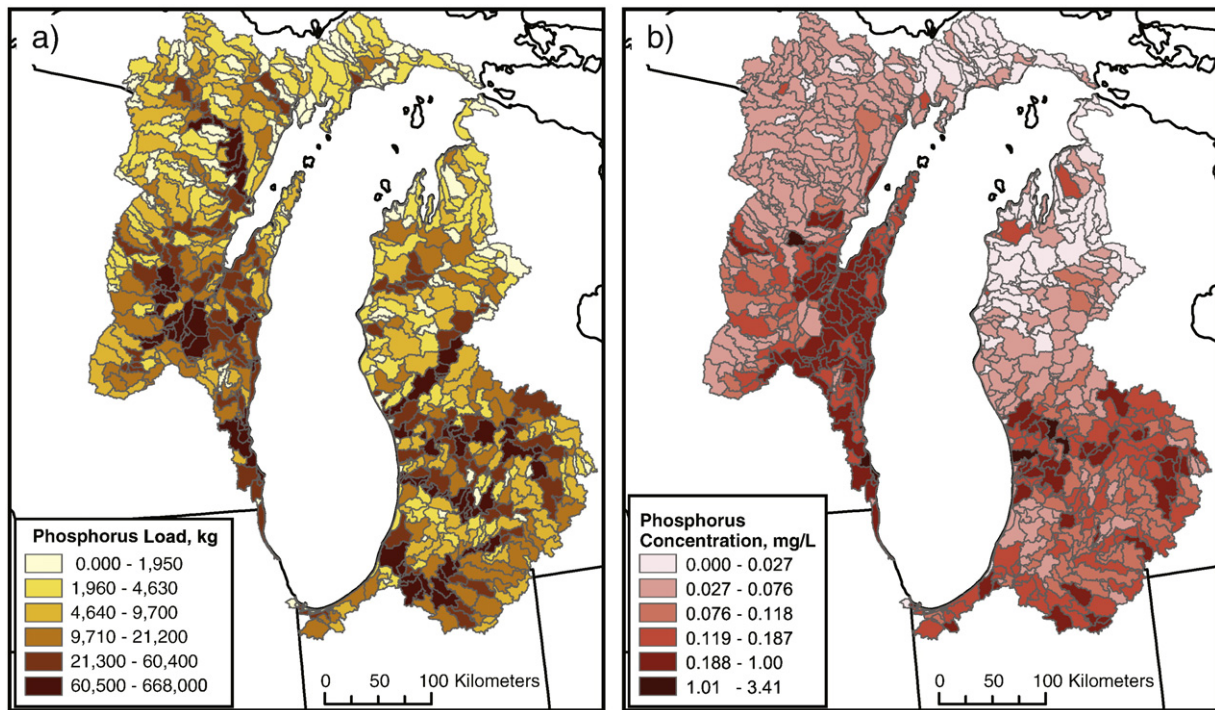 a)
Phosphorus Load, kg
0.000 - 1,950
1,960 - 4,630
4,640 - 9,700
9,710 - 21,200
21,300 - 60,400
60,500 - 668,000
0 50 100 Kilometers
b)
Phosphorus
Concentration, mg/L
0.000 - 0.027
0.027 - 0.076
0.076 - 0.118
0.119 - 0.187
0.188 - 1.00
1.01 - 3.41
0 50 100 Kilometers